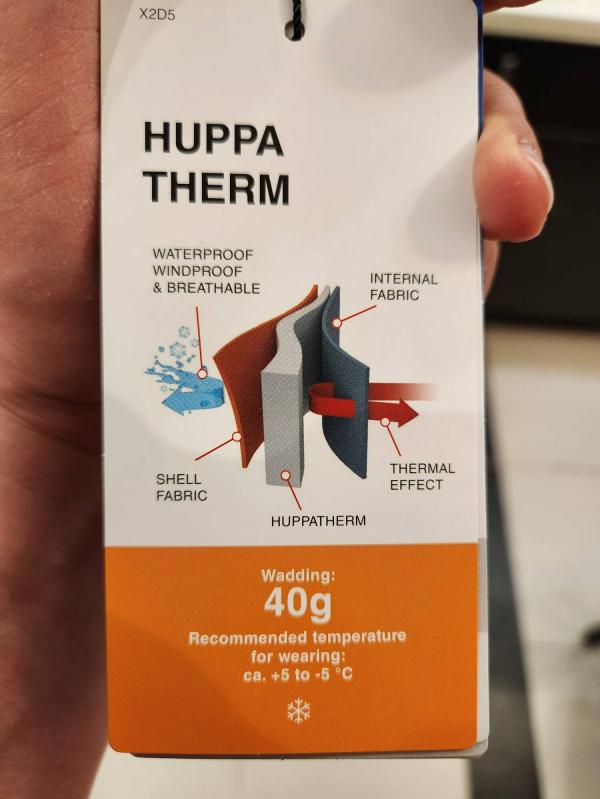 X2D5
HUPPA
THERM
WATERPROOF
WINDPROOF
& BREATHABLE
INTERNAL
FABRIC
SHELL
FABRIC
THERMAL
EFFECT
HUPPATHERM
Wadding:
40g
Recommended temperature
for wearing:
ca. +5 to -5 °C